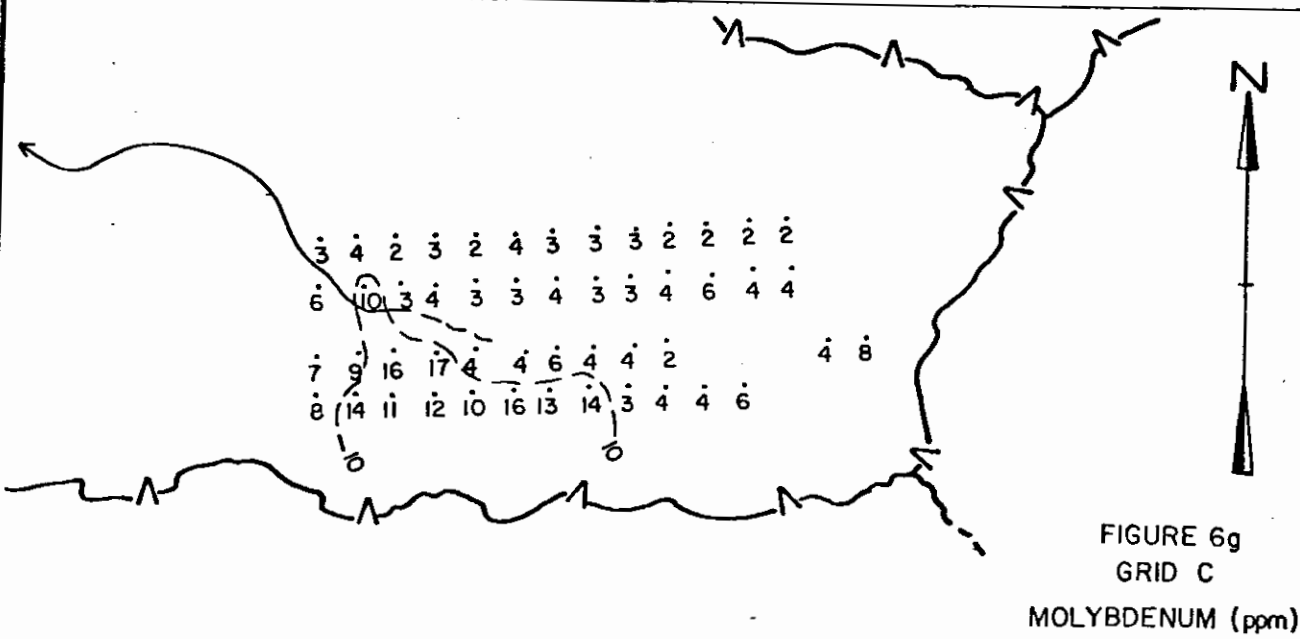 N
3 4 2 3 2 4 3 3 3 2 2 2 2
6 10 3 4 3 3 4 3 3 4 6 4 4
7 9 16 17 4 4 6 4 4 2 4 8
8 14 11 12 10 16 13 14 3 4 4 6
10 10
FIGURE 6g
GRID C
MOLYBDENUM (ppm)